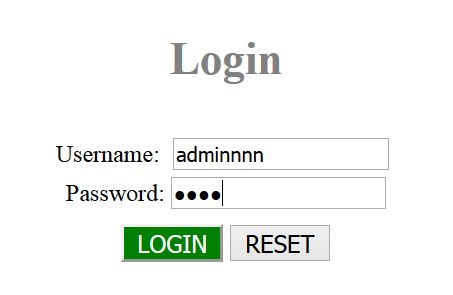 Login
Username: adminnnn
Password: ••••
LOGIN RESET